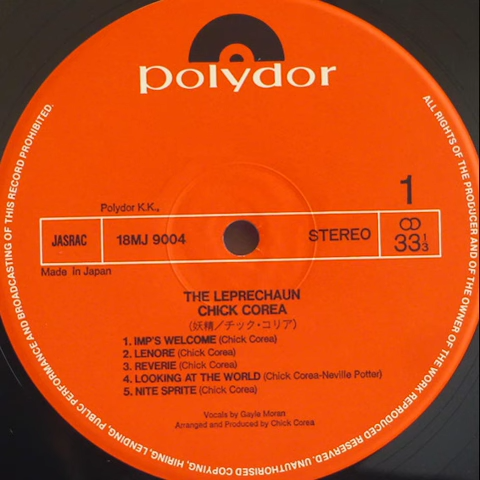 polydor
1
Polydor K.K.,
JASRAC
18MJ 9004
STEREO
33 1/3
Made in Japan
THE LEPRECHAUN
CHICK COREA
(妖精/チック・コリア)
1. IMP'S WELCOME (Chick Corea)
2. LENORE (Chick Corea)
3. REVERIE (Chick Corea)
4. LOOKING AT THE WORLD (Chick Corea-Neville Potter)
5. NITE SPRITE (Chick Corea)
Vocals by Gayle Moran
Arranged and Produced by Chick Corea
ALL RIGHTS OF THE PRODUCER AND OF THE OWNER OF THE WORK REPRODUCED RESERVED. UNAUTHORISED COPYING, HIRING, LENDING, PUBLIC PERFORMANCE AND BROADCASTING OF THIS RECORD PROHIBITED.